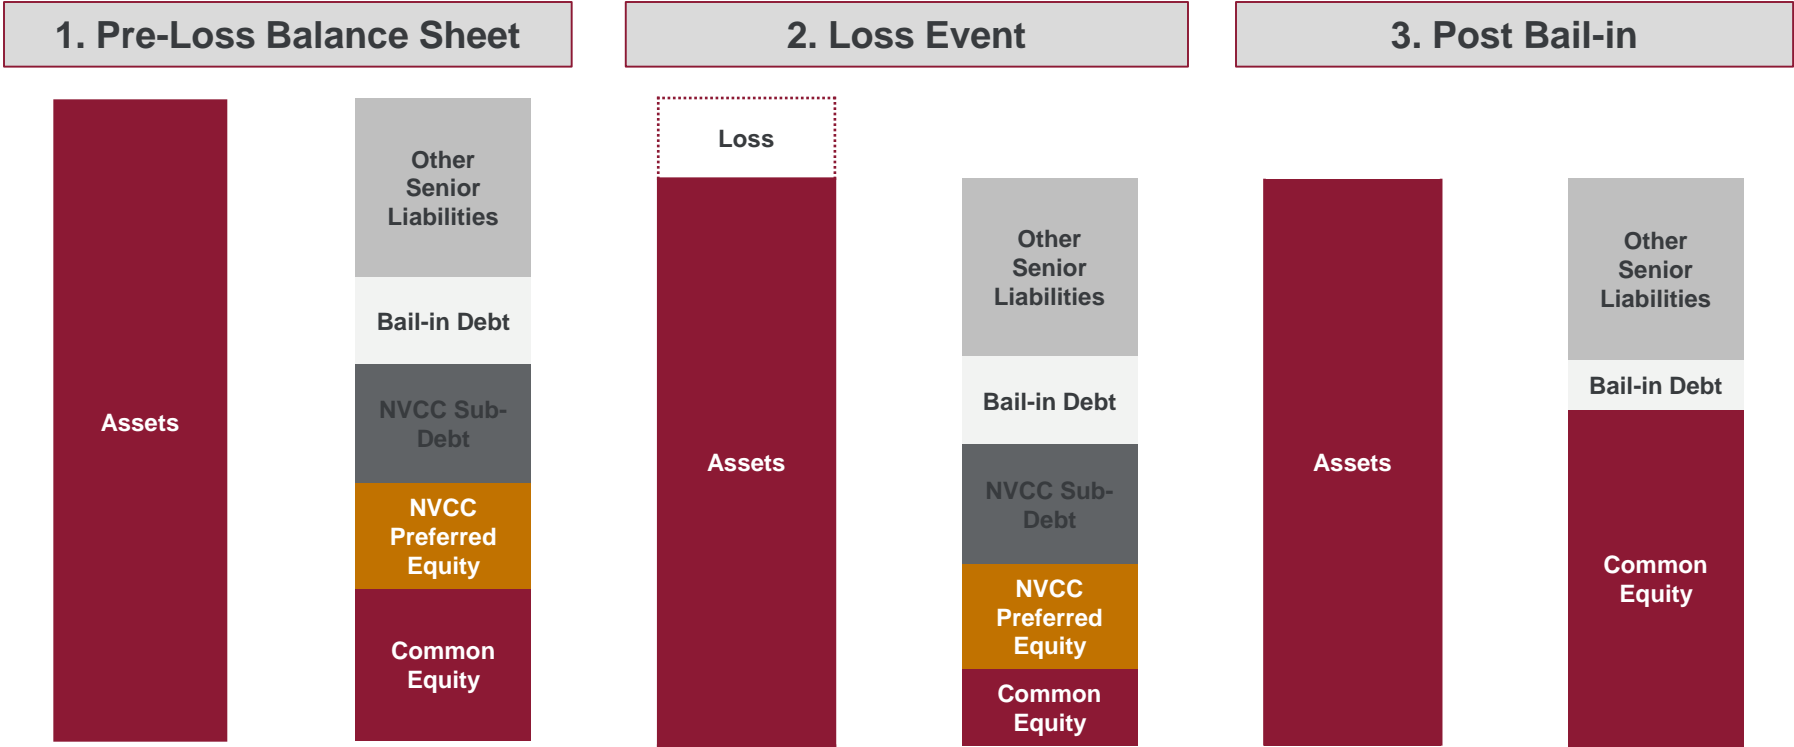 1. Pre-Loss Balance Sheet
Assets
Other
Senior
Liabilities
Bail-in Debt
NVCC Sub-
Debt
NVCC
Preferred
Equity
Common
Equity
2. Loss Event
Loss
Assets
Other
Senior
Liabilities
Bail-in Debt
NVCC Sub-
Debt
NVCC
Preferred
Equity
Common
Equity
3. Post Bail-in
Assets
Other
Senior
Liabilities
Bail-in Debt
Common
Equity